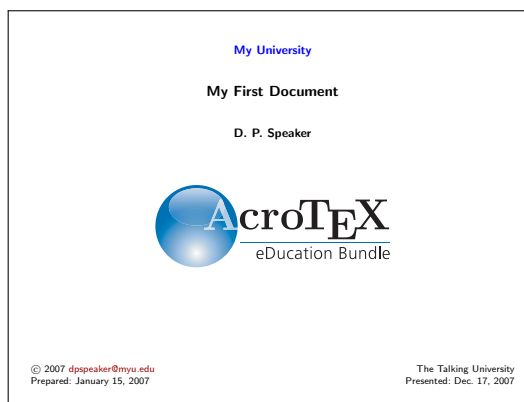 My University
My First Document
D. P. Speaker
AcroTEX
eDucation Bundle
© 2007 dpspeaker@myu.edu
Prepared: January 15, 2007
The Talking University
Presented: Dec. 17, 2007